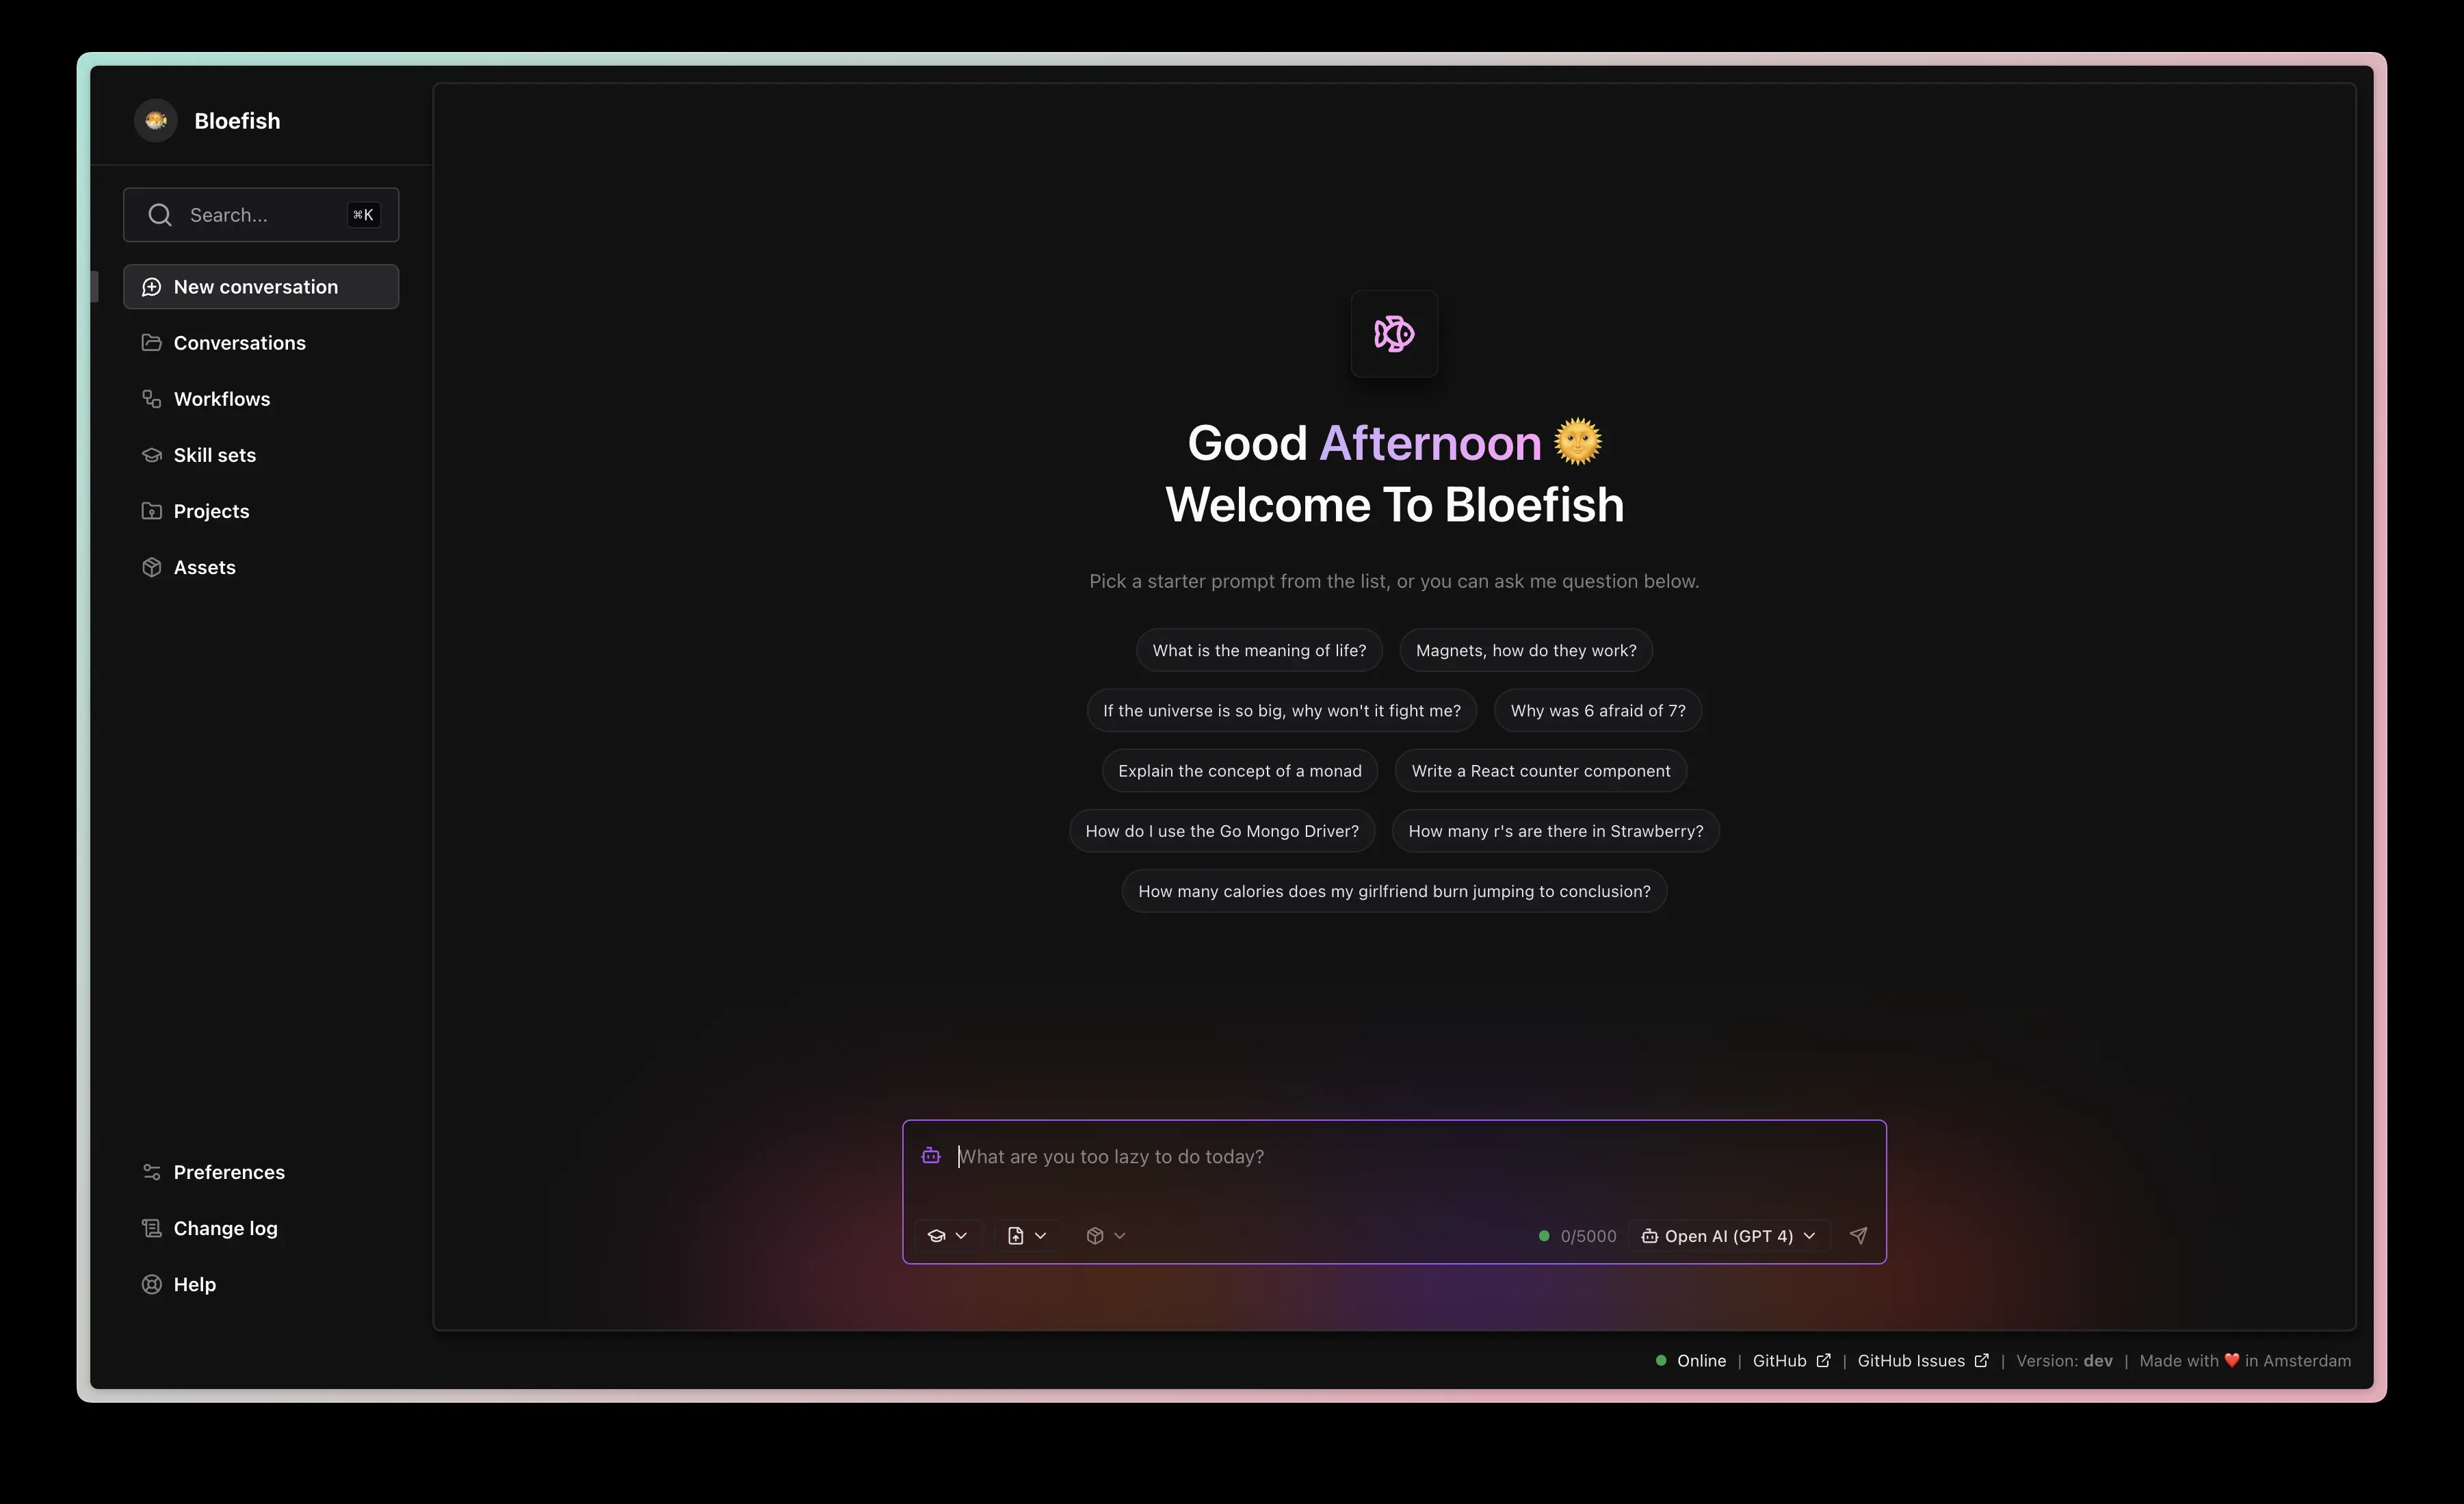 Bloefish
Search...
⌘K
New conversation
Conversations
Workflows
Skill sets
Projects
Assets
Preferences
Change log
Help
Good Afternoon 🌞
Welcome To Bloefish
Pick a starter prompt from the list, or you can ask me question below.
What is the meaning of life?
Magnets, how do they work?
If the universe is so big, why won't it fight me?
Why was 6 afraid of 7?
Explain the concept of a monad
Write a React counter component
How do I use the Go Mongo Driver?
How many r's are there in Strawberry?
How many calories does my girlfriend burn jumping to conclusion?
What are you too lazy to do today?
0/5000
Open AI (GPT 4)
Online | GitHub | GitHub Issues | Version: dev | Made with ❤️ in Amsterdam